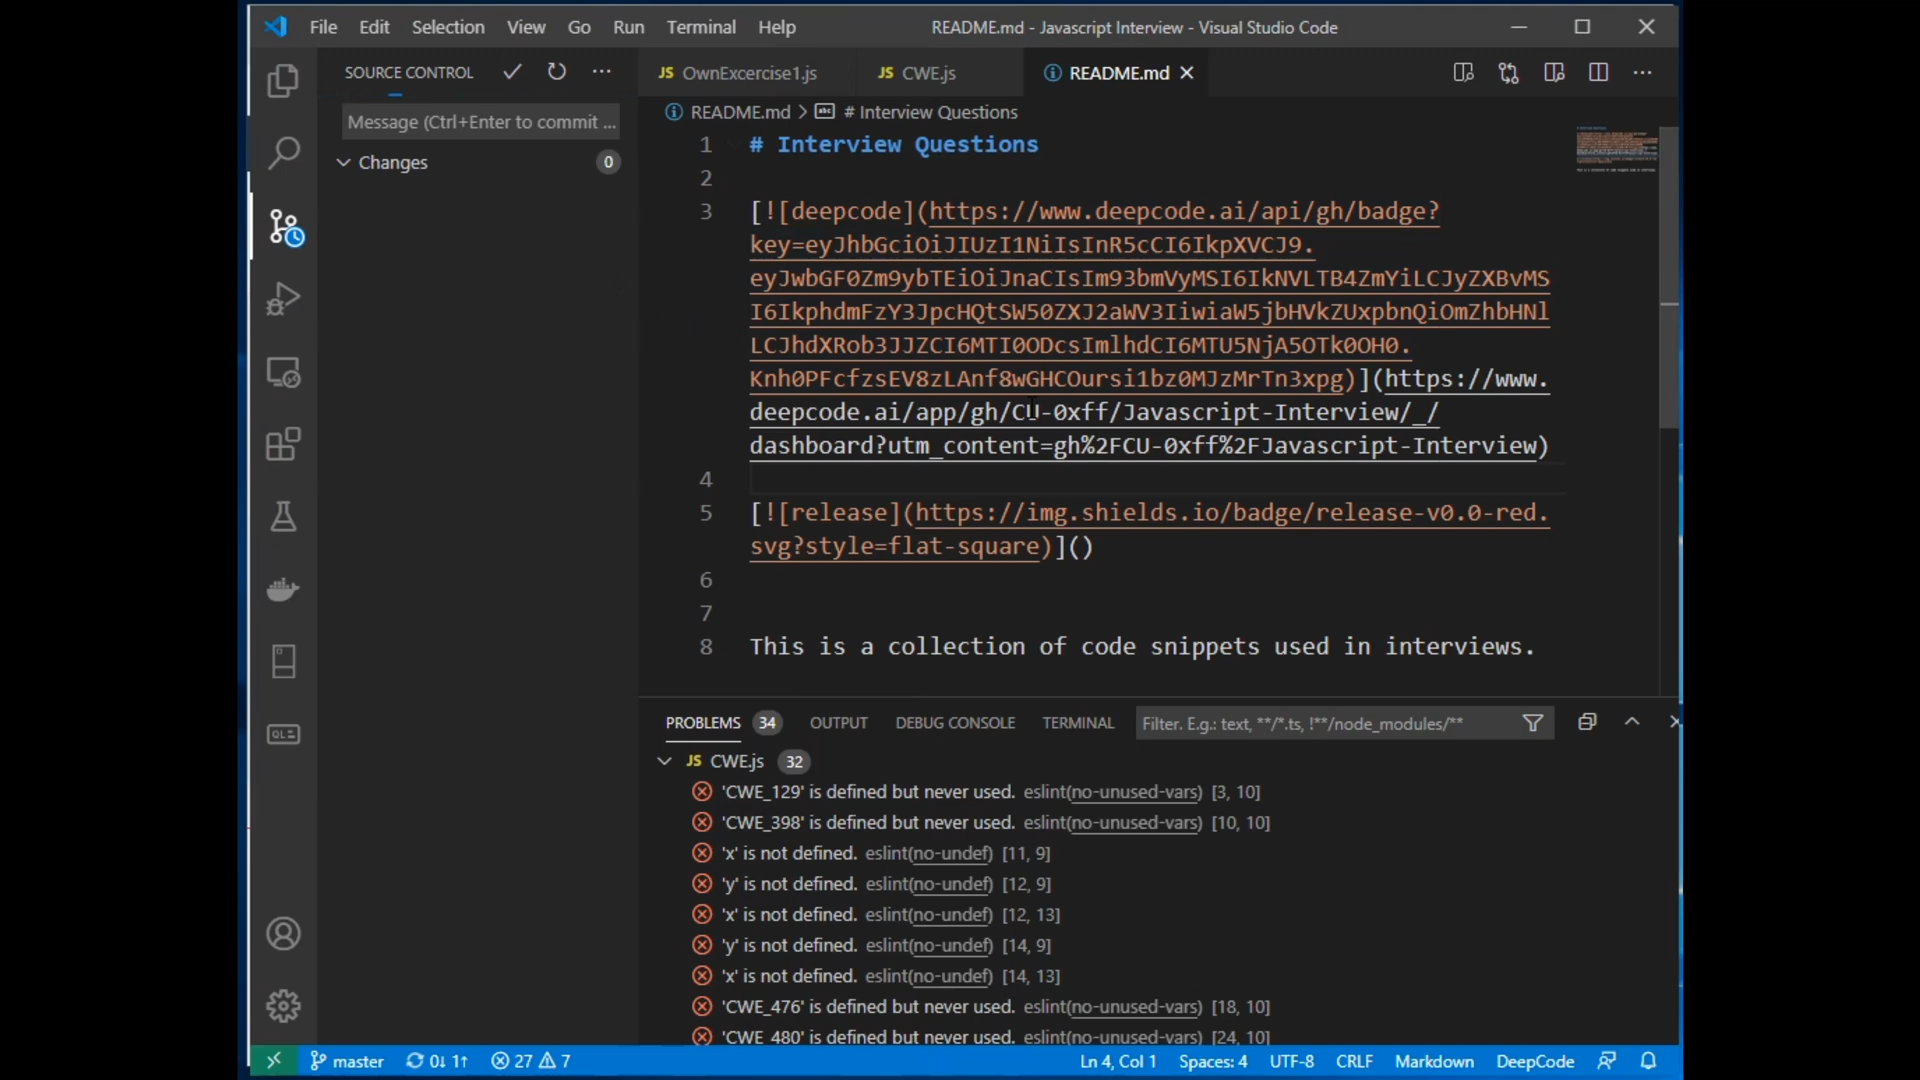 File Edit Selection View Go Run Terminal Help README.md - Javascript Interview - Visual Studio Code
SOURCE CONTROL
Message (Ctrl+Enter to commit ...
Changes 0
JS OwnExcercise1.js JS CWE.js README.md
README.md > # Interview Questions
1 # Interview Questions
2
3 [![deepcode](https://www.deepcode.ai/api/gh/badge?
key=eyJhbGciOiJIUzI1NiIsInR5cCI6IkpXVCJ9.
eyJwbGF0Zm9ybTEiOiJnaCIsIm93bmVyMSI6IkNVLTB4ZmYiLCJyZXBvMS
I6IkphdmFzY3JpcHQtSW50ZXJ2aWV3IiwiaW5jbHVkZUxpbnQiOmZhbHNl
LCJhdXRob3JJZCI6MTI0ODcsImlhdCI6MTU5NjA5OTk0OH0.
Knh0PFcfzsEV8zLAnf8wGHCOursi1bz0MJzMrTn3xpg)](https://www.
deepcode.ai/app/gh/CU-0xff/Javascript-Interview/_/
dashboard?utm_content=gh%2FCU-0xff%2FJavascript-Interview)
4
5 [![release](https://img.shields.io/badge/release-v0.0-red.
svg?style=flat-square)]()
6
7
8 This is a collection of code snippets used in interviews.
PROBLEMS 34 OUTPUT DEBUG CONSOLE TERMINAL Filter. E.g.: text, **/*.ts, !**/node_modules/**
JS CWE.js 32
'CWE_129' is defined but never used. eslint(no-unused-vars) [3, 10]
'CWE_398' is defined but never used. eslint(no-unused-vars) [10, 10]
'x' is not defined. eslint(no-undef) [11, 9]
'y' is not defined. eslint(no-undef) [12, 9]
'x' is not defined. eslint(no-undef) [12, 13]
'y' is not defined. eslint(no-undef) [14, 9]
'x' is not defined. eslint(no-undef) [14, 13]
'CWE_476' is defined but never used. eslint(no-unused-vars) [18, 10]
'CWE_480' is defined but never used. eslint(no-unused-vars) [24, 10]
master 0↓ 1↑ 27 7 Ln 4, Col 1 Spaces: 4 UTF-8 CRLF Markdown DeepCode